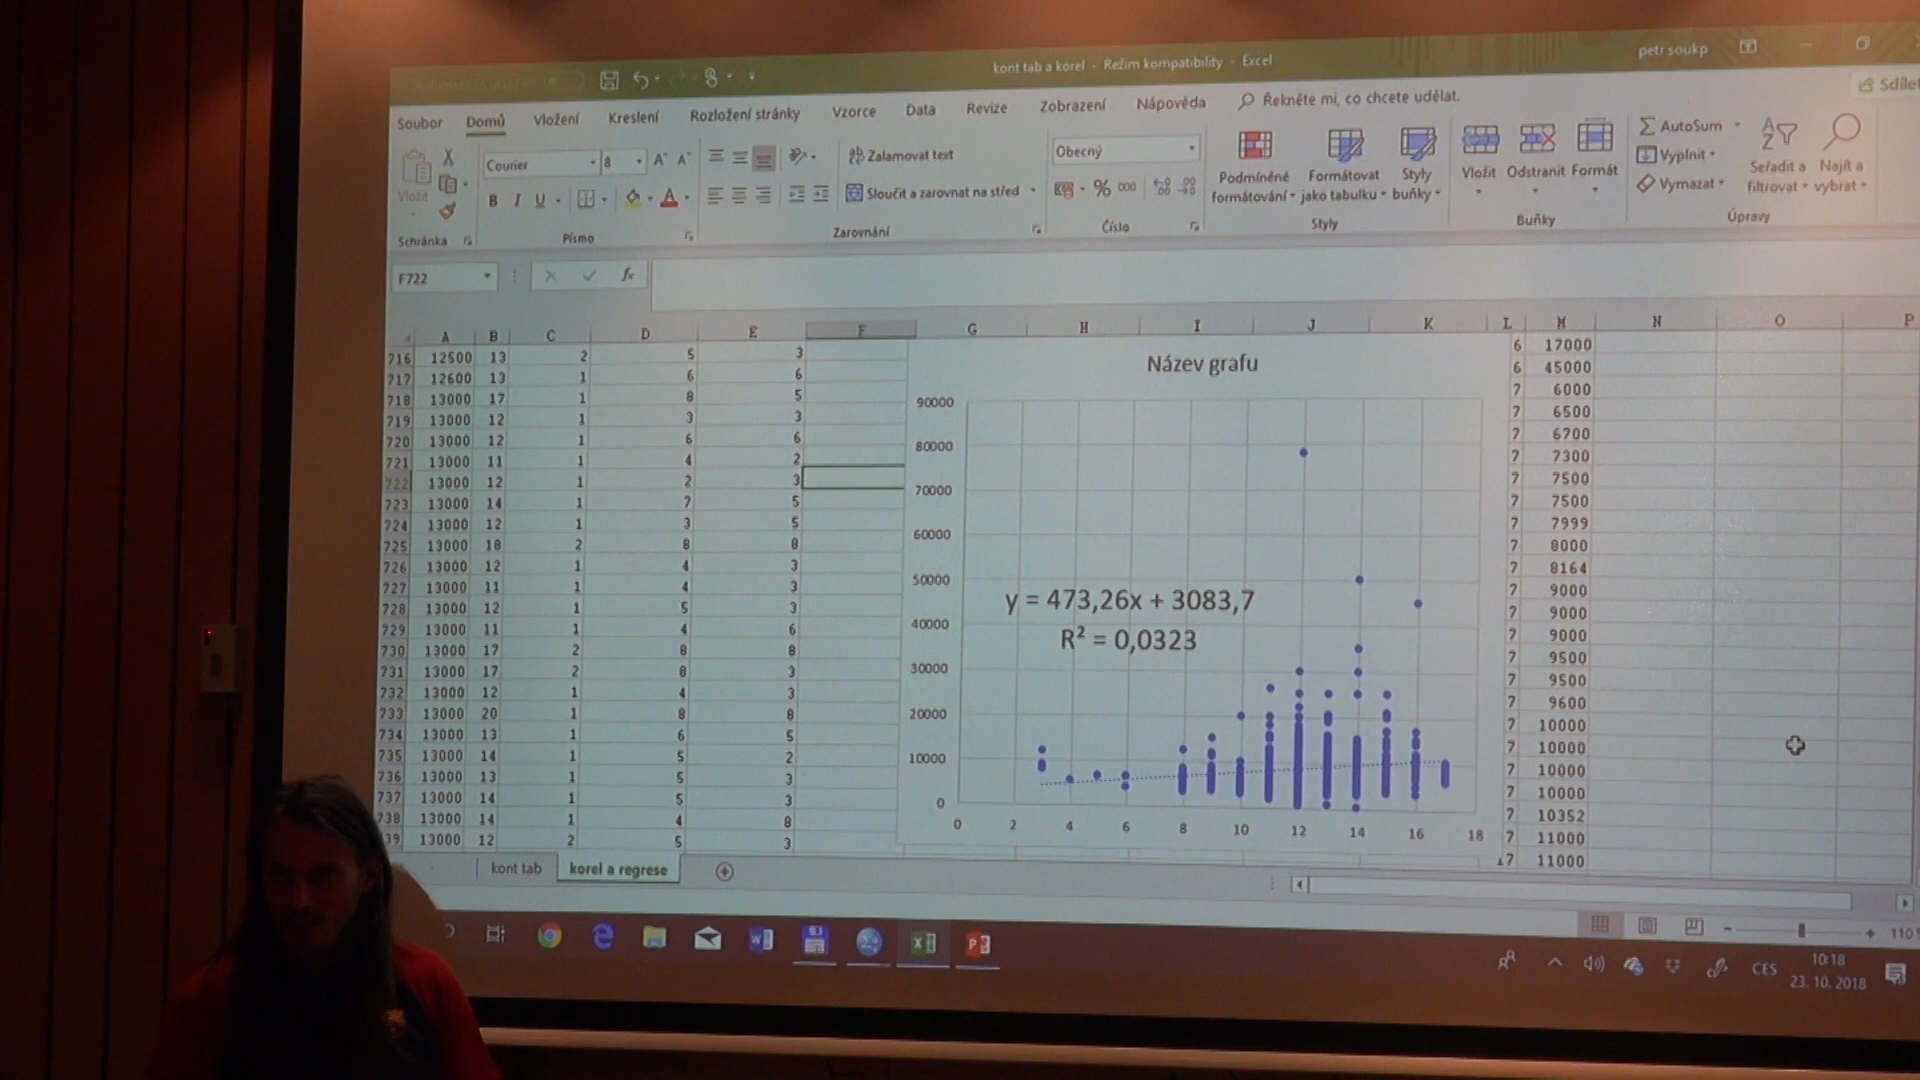 kont tab a korel - Režim kompatibility - Excel
petr soukp
Soubor Domů Vložení Kreslení Rozložení stránky Vzorce Data Revize Zobrazení Nápověda Řekněte mi, co chcete udělat.
Sdílet
Vložit
Schránka
Courier 8
B I U
Písmo
Zalamovat text
Sloučit a zarovnat na střed
Zarovnání
Obecný
% 000
Číslo
Podmíněné formátování
Formátovat jako tabulku
Styly buňky
Styly
Vložit Odstranit Formát
Buňky
AutoSum
Vyplnit
Vymazat
Seřadit a filtrovat
Najít a vybrat
Úpravy
F722
fx
A B C D E F G H I J K L M N O P
716 12500 13 2 5 3
717 12600 13 1 6 6
718 13000 17 1 8 5
719 13000 12 1 3 3
720 13000 12 1 6 6
721 13000 11 1 4 2
722 13000 12 1 2 3
723 13000 14 1 7 5
724 13000 12 1 3 5
725 13000 18 2 8 8
726 13000 12 1 4 3
727 13000 11 1 4 3
728 13000 12 1 5 3
729 13000 11 1 4 6
730 13000 17 2 8 8
731 13000 17 2 8 3
732 13000 12 1 4 3
733 13000 20 1 8 8
734 13000 13 1 6 5
735 13000 14 1 5 2
736 13000 13 1 5 3
737 13000 14 1 5 3
738 13000 14 1 4 8
39 13000 12 2 5 3
Název grafu
90000
80000
70000
60000
50000
40000
30000
20000
10000
0
y = 473,26x + 3083,7
R² = 0,0323
0 2 4 6 8 10 12 14 16 18
6 17000
6 45000
7 6000
7 6500
7 6700
7 7300
7 7500
7 7500
7 7999
7 8000
7 8164
7 9000
7 9000
7 9000
7 9500
7 9500
7 9600
7 10000
7 10000
7 10000
7 10000
7 10352
7 11000
7 11000
kont tab korel a regrese
110
CES
10:18
23. 10. 2018